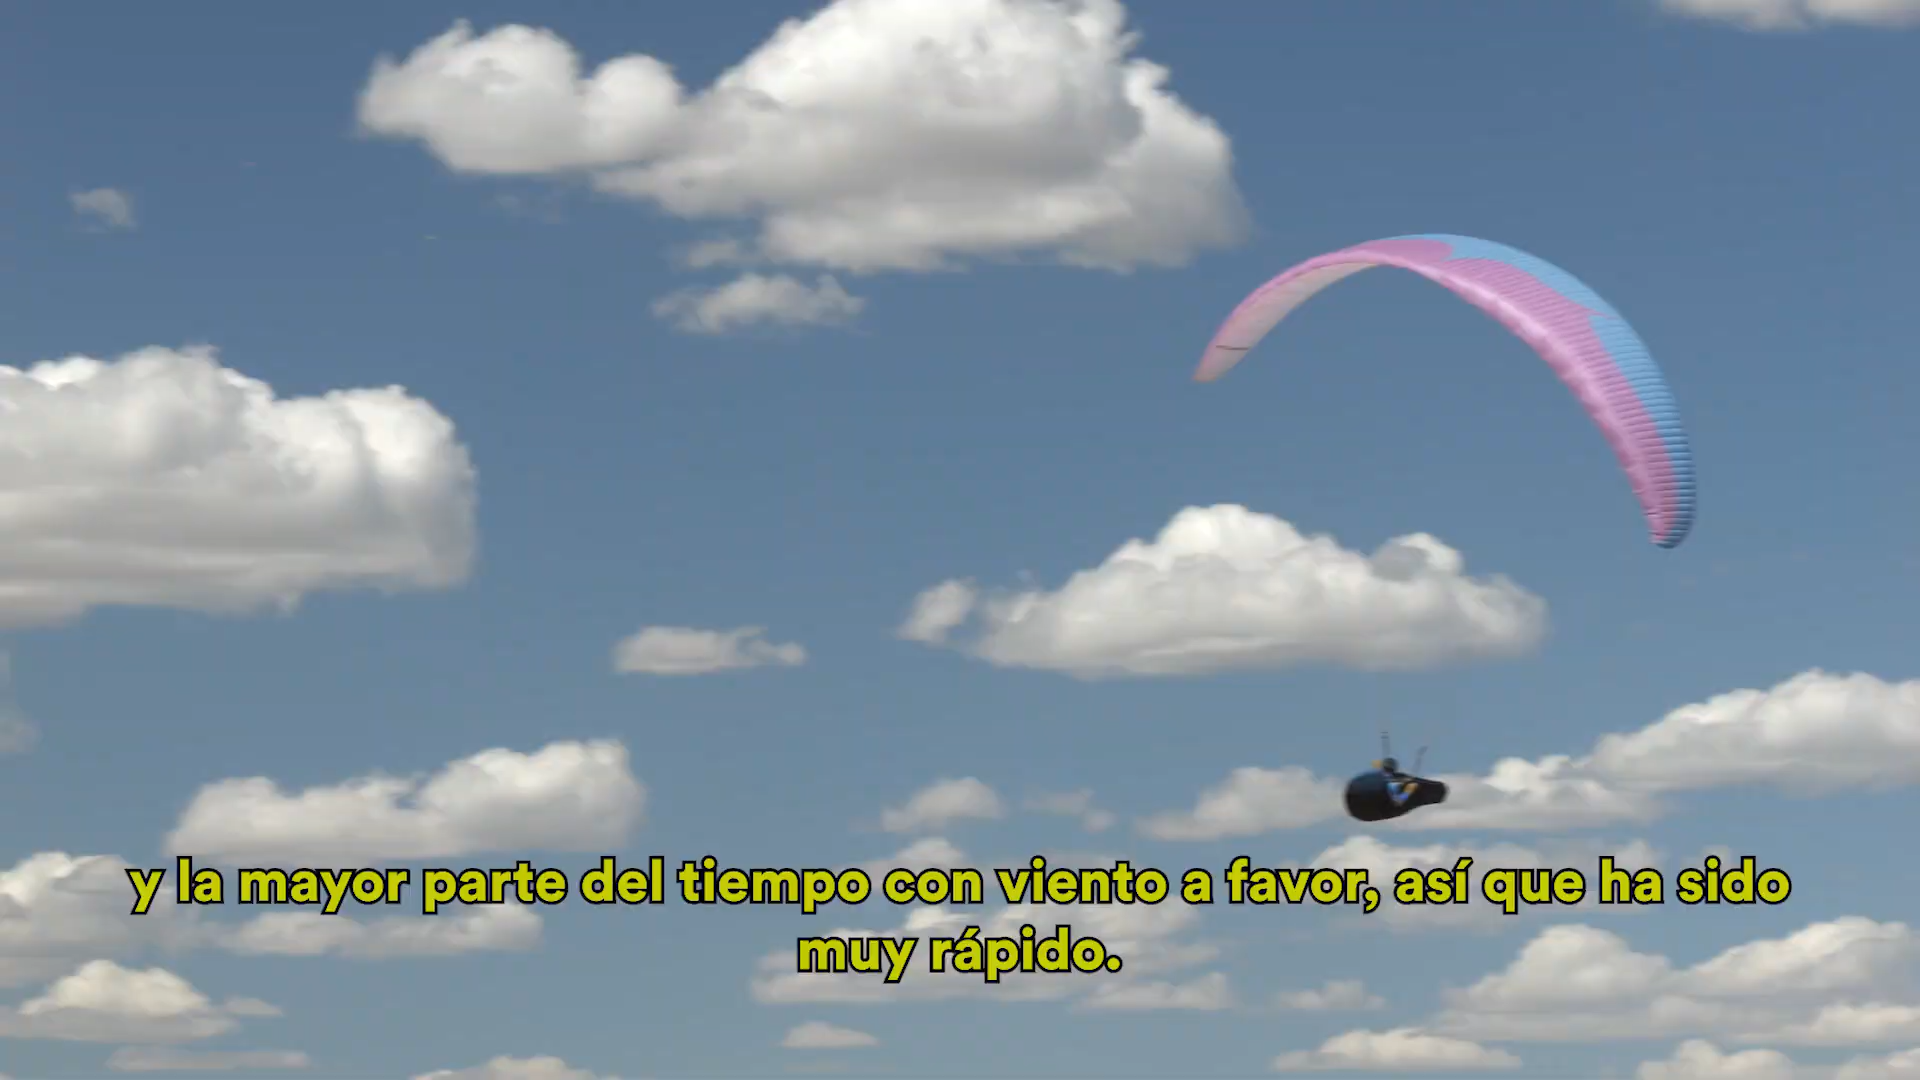 y la mayor parte del tiempo con viento a favor, así que ha sido
muy rápido.